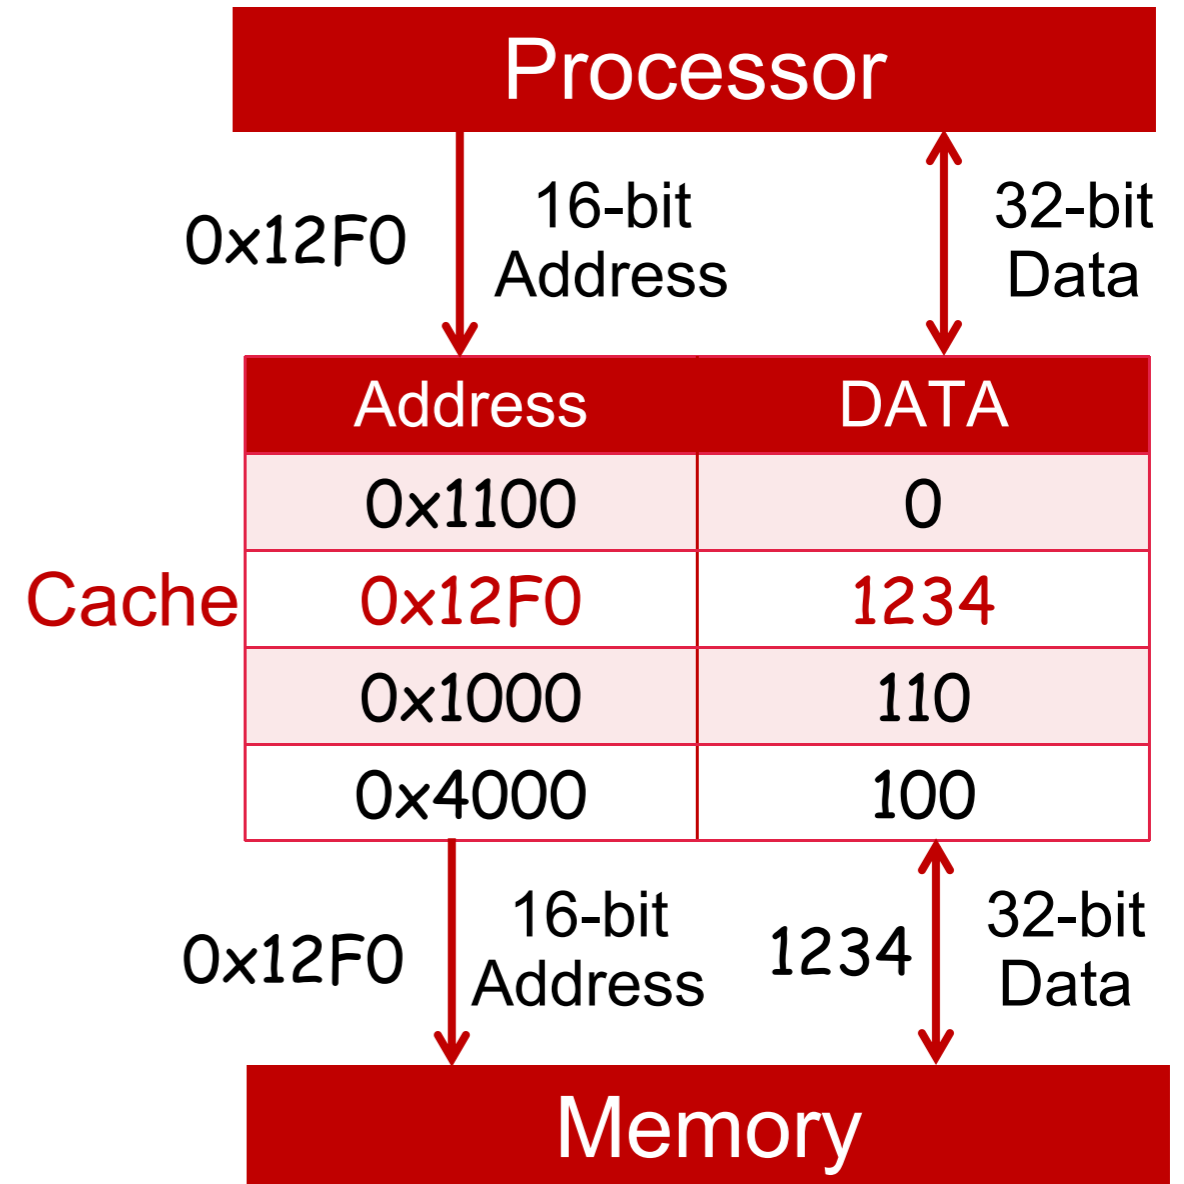 Processor
0x12F0
16-bit
Address
32-bit
Data
Address DATA
0x1100 0
Cache
0x12F0 1234
0x1000 110
0x4000 100
0x12F0
16-bit
Address
1234
32-bit
Data
Memory